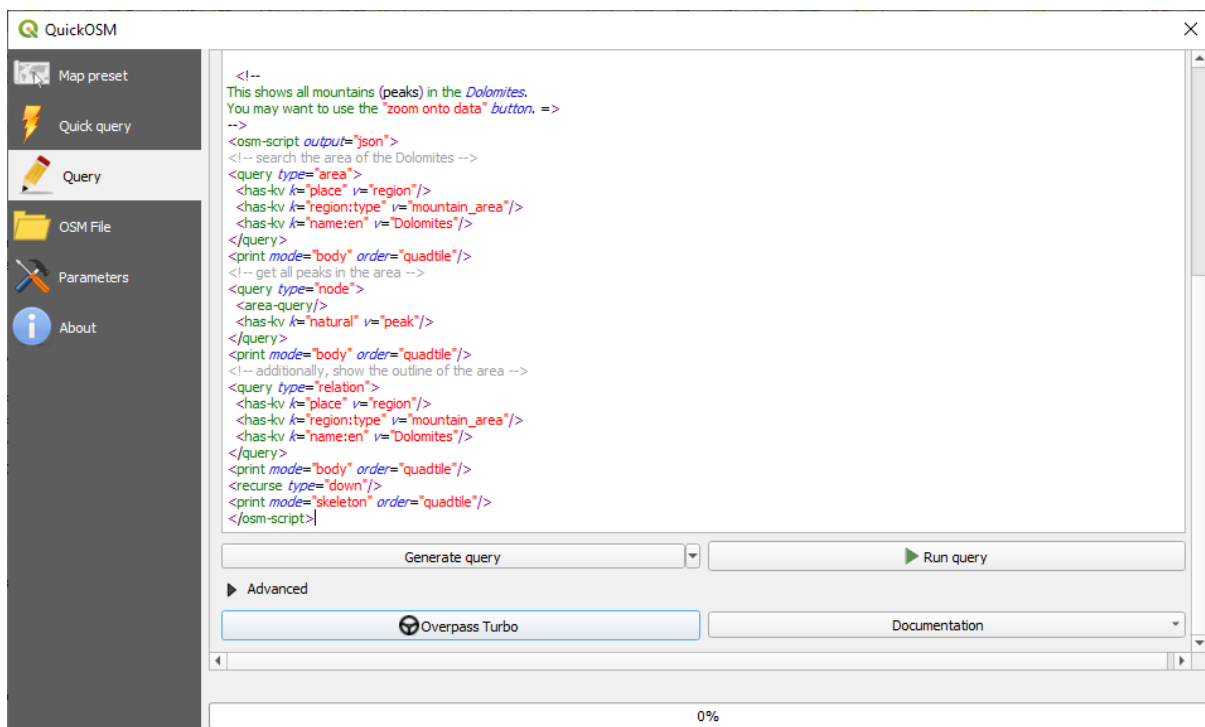 QuickOSM
Map preset
Quick query
Query
OSM File
Parameters
About
<!--
This shows all mountains (peaks) in the Dolomites.
You may want to use the "zoom onto data" button. =>
-->
<osm-script output="json">
<!-- search the area of the Dolomites -->
<query type="area">
<has-kv k="place" v="region"/>
<has-kv k="region:type" v="mountain_area"/>
<has-kv k="name:en" v="Dolomites"/>
</query>
<print mode="body" order="quadtile"/>
<!-- get all peaks in the area -->
<query type="node">
<area-query/>
<has-kv k="natural" v="peak"/>
</query>
<print mode="body" order="quadtile"/>
<!-- additionally, show the outline of the area -->
<query type="relation">
<has-kv k="place" v="region"/>
<has-kv k="region:type" v="mountain_area"/>
<has-kv k="name:en" v="Dolomites"/>
</query>
<print mode="body" order="quadtile"/>
<recurse type="down"/>
<print mode="skeleton" order="quadtile"/>
</osm-script>
Generate query
Run query
Advanced
Overpass Turbo
Documentation
0%